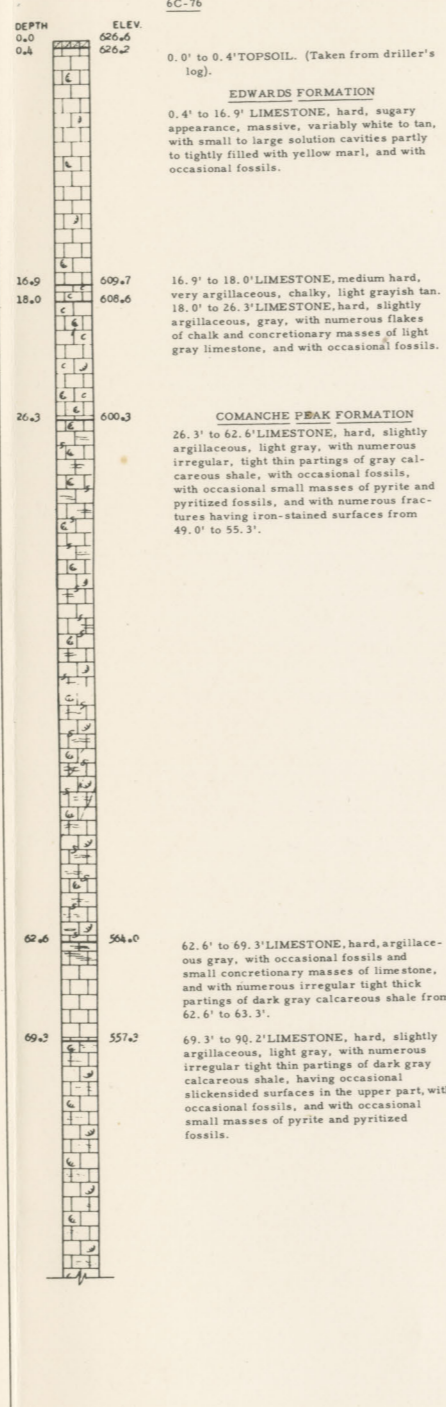 6C-76
DEPTH ELEV.
0.0 626.6
0.4 626.2
0.0' to 0.4'TOPSOIL. (Taken from driller's
log).
EDWARDS FORMATION
0.4' to 16.9' LIMESTONE, hard, sugary
appearance, massive, variably white to tan,
with small to large solution cavities partly
to tightly filled with yellow marl, and with
occasional fossils.
16.9 609.7
16.9' to 18.0'LIMESTONE, medium hard,
very argillaceous, chalky, light grayish tan.
18.0 608.6
18.0' to 26.3'LIMESTONE, hard, slightly
argillaceous, gray, with numerous flakes
of chalk and concretionary masses of light
gray limestone, and with occasional fossils.
26.3 600.3
COMANCHE PEAK FORMATION
26.3' to 62.6'LIMESTONE, hard, slightly
argillaceous, light gray, with numerous
irregular, tight thin partings of gray cal-
careous shale, with occasional fossils,
with occasional small masses of pyrite and
pyritized fossils, and with numerous frac-
tures having iron-stained surfaces from
49.0' to 55.3'.
62.6 564.0
62.6' to 69.3'LIMESTONE, hard, argillace-
ous gray, with occasional fossils and
small concretionary masses of limestone,
and with numerous irregular tight thick
partings of dark gray calcareous shale from
62.6' to 63.3'.
69.3 557.3
69.3' to 90.2'LIMESTONE, hard, slightly
argillaceous, light gray, with numerous
irregular tight thin partings of dark gray
calcareous shale, having occasional
slickensided surfaces in the upper part, with
occasional fossils, and with occasional
small masses of pyrite and pyritized
fossils.